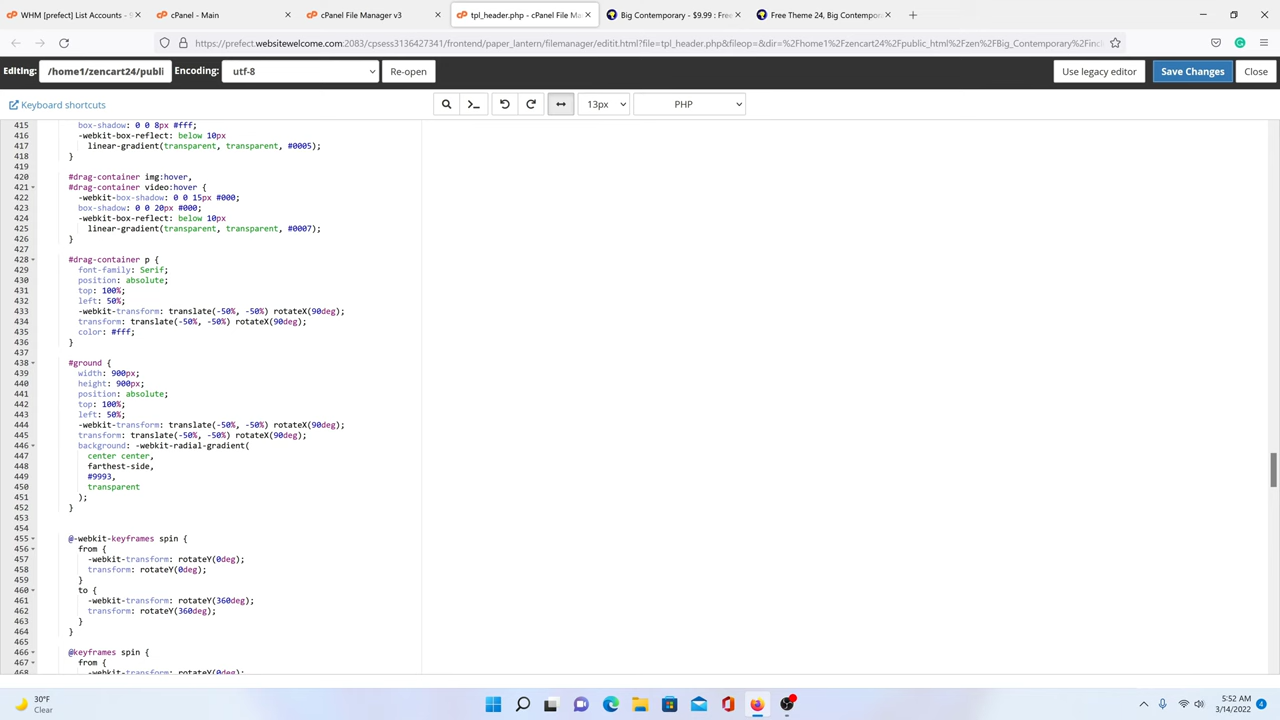 WHM [prefect] List Accounts - 9
cPanel - Main
cPanel File Manager v3
tpl_header.php - cPanel File Ma
Big Contemporary - $9.99 : Free
Free Theme 24, Big Contempora
https://prefect.websitewelcome.com:2083/cpsess3136427341/frontend/paper_lantern/filemanager/editit.html?file=tpl_header.php&fileop=&dir=%2Fhome1%2Fzencart24%2Fpublic_html%2Fzen%2FBig_Contemporary%2Finc
Editing: /home1/zencart24/publi Encoding: utf-8 Re-open Use legacy editor Save Changes Close
Keyboard shortcuts 13px PHP
415 box-shadow: 0 0 8px #fff;
416 -webkit-box-reflect: below 10px
417 linear-gradient(transparent, transparent, #0005);
418 }
419
420 #drag-container img:hover,
421 #drag-container video:hover {
422 -webkit-box-shadow: 0 0 15px #000;
423 box-shadow: 0 0 20px #000;
424 -webkit-box-reflect: below 10px
425 linear-gradient(transparent, transparent, #0007);
426 }
427
428 #drag-container p {
429 font-family: Serif;
430 position: absolute;
431 top: 100%;
432 left: 50%;
433 -webkit-transform: translate(-50%, -50%) rotateX(90deg);
434 transform: translate(-50%, -50%) rotateX(90deg);
435 color: #fff;
436 }
437
438 #ground {
439 width: 900px;
440 height: 900px;
441 position: absolute;
442 top: 100%;
443 left: 50%;
444 -webkit-transform: translate(-50%, -50%) rotateX(90deg);
445 transform: translate(-50%, -50%) rotateX(90deg);
446 background: -webkit-radial-gradient(
447 center center,
448 farthest-side,
449 #9993,
450 transparent
451 );
452 }
453
454
455 @-webkit-keyframes spin {
456 from {
457 -webkit-transform: rotateY(0deg);
458 transform: rotateY(0deg);
459 }
460 to {
461 -webkit-transform: rotateY(360deg);
462 transform: rotateY(360deg);
463 }
464 }
465
466 @keyframes spin {
467 from {
468 -webkit-transform: rotateY(0deg);
30°F
Clear
5:52 AM
3/14/2022
4